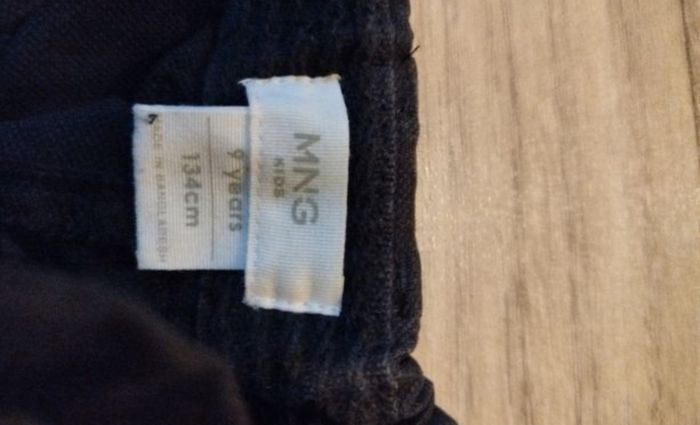 MNG
KIDS
9 years
134cm
MADE IN BANGLADESH